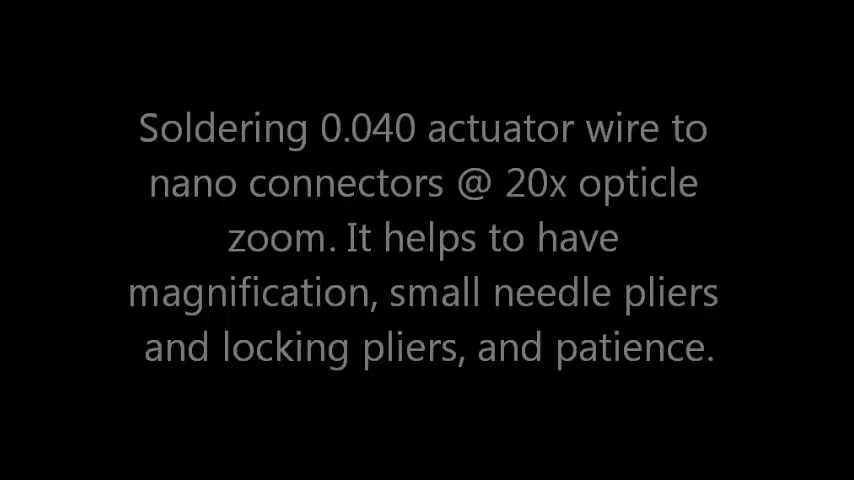 Soldering 0.040 actuator wire to
nano connectors @ 20x opticle
zoom. It helps to have
magnification, small needle pliers
and locking pliers, and patience.